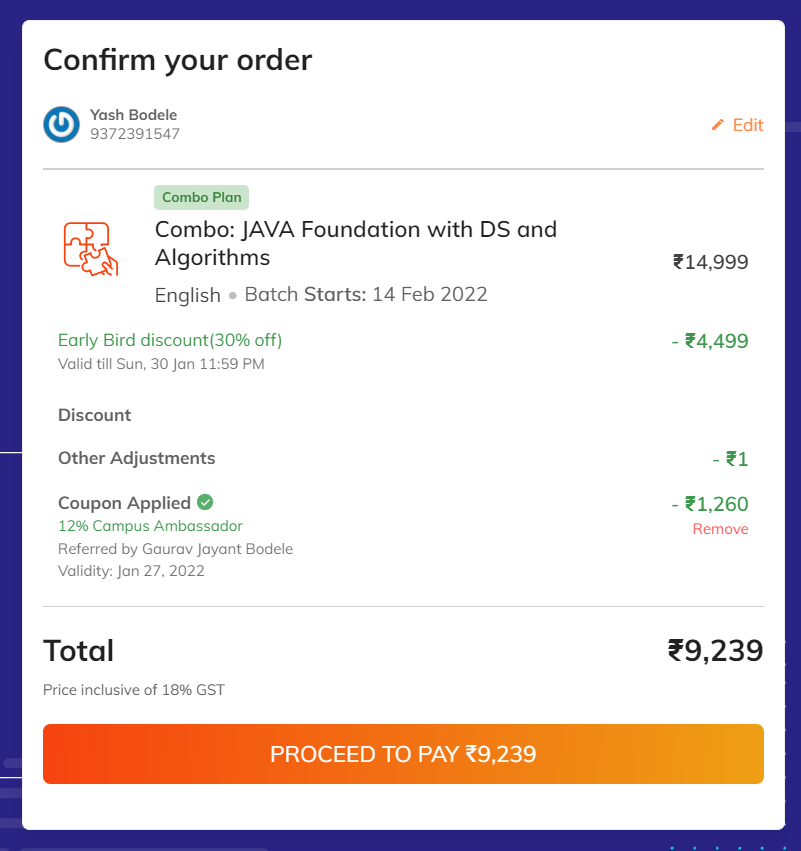 Confirm your order
Yash Bodele
9372391547
Edit
Combo Plan
Combo: JAVA Foundation with DS and
Algorithms
₹14,999
English • Batch Starts: 14 Feb 2022
Early Bird discount(30% off)
- ₹4,499
Valid till Sun, 30 Jan 11:59 PM
Discount
Other Adjustments
- ₹1
Coupon Applied
- ₹1,260
12% Campus Ambassador
Remove
Referred by Gaurav Jayant Bodele
Validity: Jan 27, 2022
Total
₹9,239
Price inclusive of 18% GST
PROCEED TO PAY ₹9,239